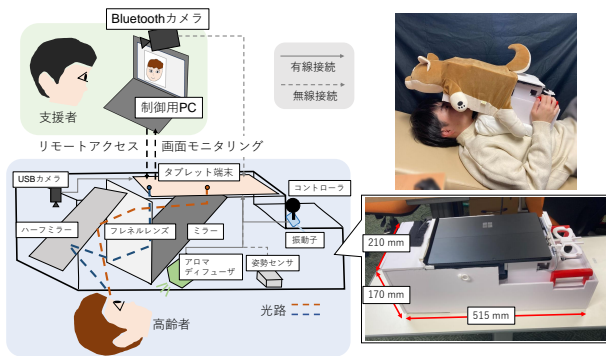 Bluetoothカメラ
支援者
制御用PC
有線接続
無線接続
リモートアクセス
画面モニタリング
USBカメラ
タブレット端末
コントローラ
ハーフミラー
フレネルレンズ
ミラー
振動子
アロマ
ディフューザ
姿勢センサ
光路
高齢者
210 mm
170 mm
515 mm